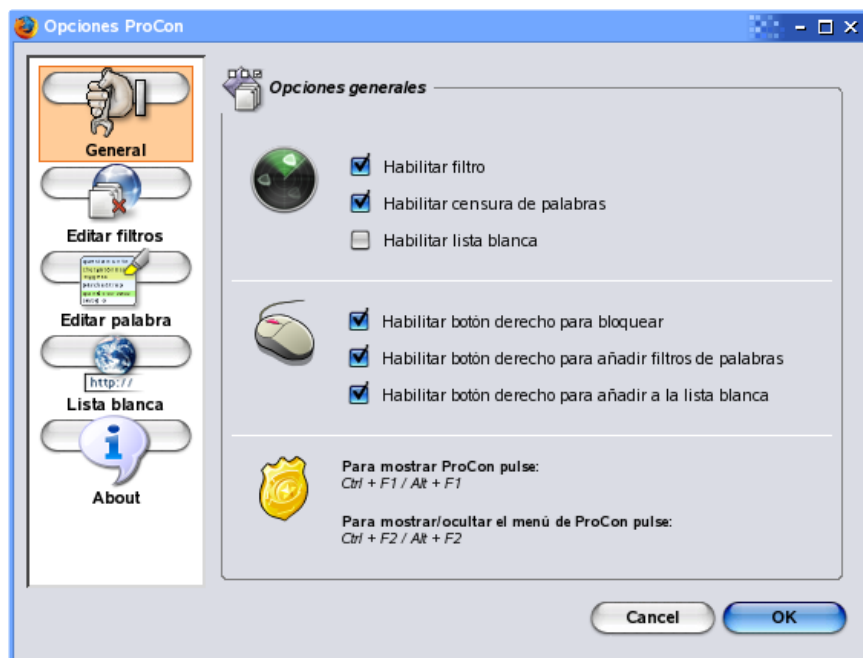 Opciones ProCon
General
Editar filtros
Editar palabra
http://
Lista blanca
About
Opciones generales
Habilitar filtro
Habilitar censura de palabras
Habilitar lista blanca
Habilitar botón derecho para bloquear
Habilitar botón derecho para añadir filtros de palabras
Habilitar botón derecho para añadir a la lista blanca
Para mostrar ProCon pulse:
Ctrl + F1 / Alt + F1
Para mostrar/ocultar el menú de ProCon pulse:
Ctrl + F2 / Alt + F2
Cancel
OK